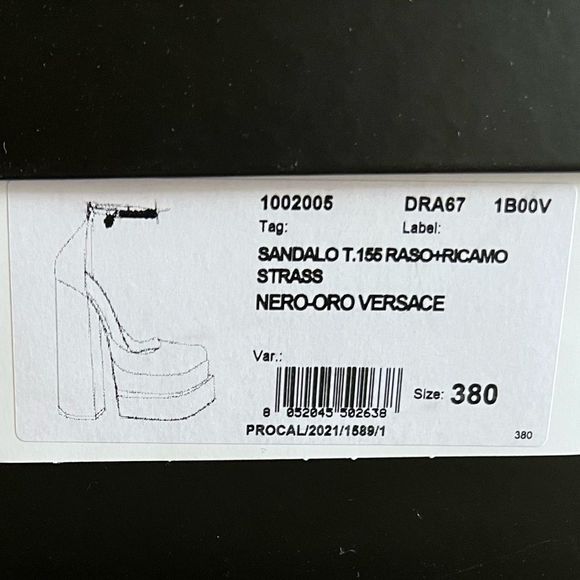 1002005 DRA67 1B00V
Tag: Label:
SANDALO T.155 RASO+RICAMO
STRASS
NERO-ORO VERSACE
Var.:
Size: 380
8 052045 502638
PROCAL/2021/1589/1
380